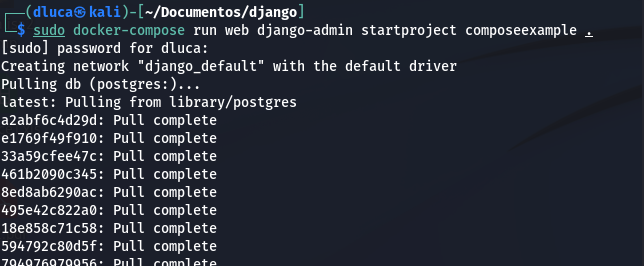 ┌──(dluca㉿kali)-[~/Documentos/django]
└─$ sudo docker-compose run web django-admin startproject composeexample .
[sudo] password for dluca:
Creating network "django_default" with the default driver
Pulling db (postgres:)...
latest: Pulling from library/postgres
a2abf6c4d29d: Pull complete
e1769f49f910: Pull complete
33a59cfee47c: Pull complete
461b2090c345: Pull complete
8ed8ab6290ac: Pull complete
495e42c822a0: Pull complete
18e858c71c58: Pull complete
594792c80d5f: Pull complete
794976979956: Pull complete